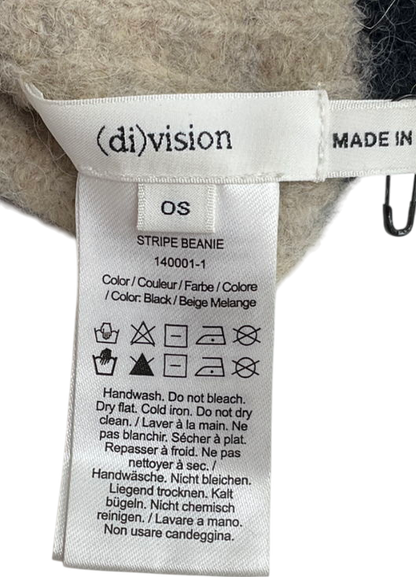 (di)vision
MADE IN
OS
STRIPE BEANIE
140001-1
Color / Couleur / Farbe / Colore
/ Color: Black / Beige Melange
Handwash. Do not bleach.
Dry flat. Cold iron. Do not dry
clean. / Laver à la main. Ne
pas blanchir. Sécher à plat.
Repasser à froid. Ne pas
nettoyer à sec. /
Handwäsche. Nicht bleichen.
Liegend trocknen. Kalt
bügeln. Nicht chemisch
reinigen. / Lavare a mano.
Non usare candeggina.